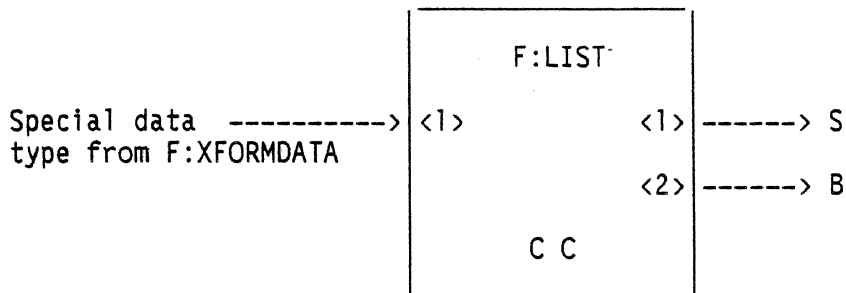 F:LIST
Special data ----------> <1> <1> ------> S
type from F:XFORMDATA
<2> ------> B
C C